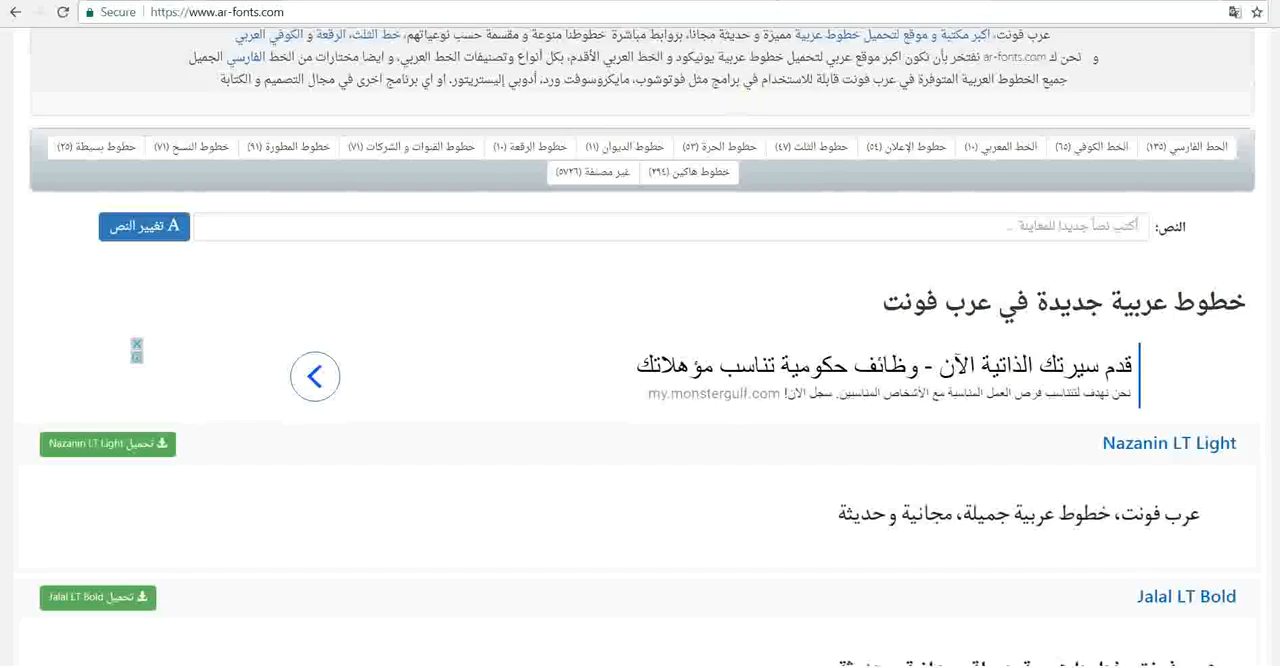 Secure | https://www.ar-fonts.com
عرب فونت، أكبر مكتبة و موقع لتحميل خطوط عربية مميزة و حديثة مجانا، بروابط مباشرة خطوطنا منوعة و مقسمة حسب نوعياتهم، خط الثلث، الرقعة و الكوفي العربي
و نحن ك ar-fonts.com نفتخر بأن نكون اكبر موقع عربي لتحميل خطوط عربية يونيكود و الخط العربي الأقدم، بكل أنواع وتصنيفات الخط العربي، و ايضا مختارات من الخط الفارسي الجميل
جميع الخطوط العربية المتوفرة في عرب فونت قابلة للاستخدام في برامج مثل فوتوشوب، مايكروسوفت ورد، أدوبي إليستريتور. او اي برنامج اخرى في مجال التصميم و الكتابة
الخط الفارسي (١٣٥) الخط الكوفي (٦٥) الخط المغربي (١٠) خطوط الإعلان (٥٤) خطوط الثلث (٤٧) خطوط الحرة (٥٣) خطوط الديوان (١١) خطوط الرقعة (١٠) خطوط القنوات و الشركات (٧١) خطوط المطورة (٩١) خطوط النسخ (٧١) خطوط بسيطة (٢٥)
خطوط هاكين (٢٩٤) غير مصنفة (٥٧٢٦)
النص: أكتب نصاً جديدا للمعاينة .. A تغيير النص
خطوط عربية جديدة في عرب فونت
قدم سيرتك الذاتية الآن - وظائف حكومية تناسب مؤهلاتك
نحن نهدف لتتناسب فرص العمل المناسبة مع الأشخاص المناسبين. سجل الان! my.monstergulf.com
Nazanin LT Light تحميل Nazanin LT Light
عرب فونت، خطوط عربية جميلة، مجانية و حديثة
Jalal LT Bold تحميل Jalal LT Bold